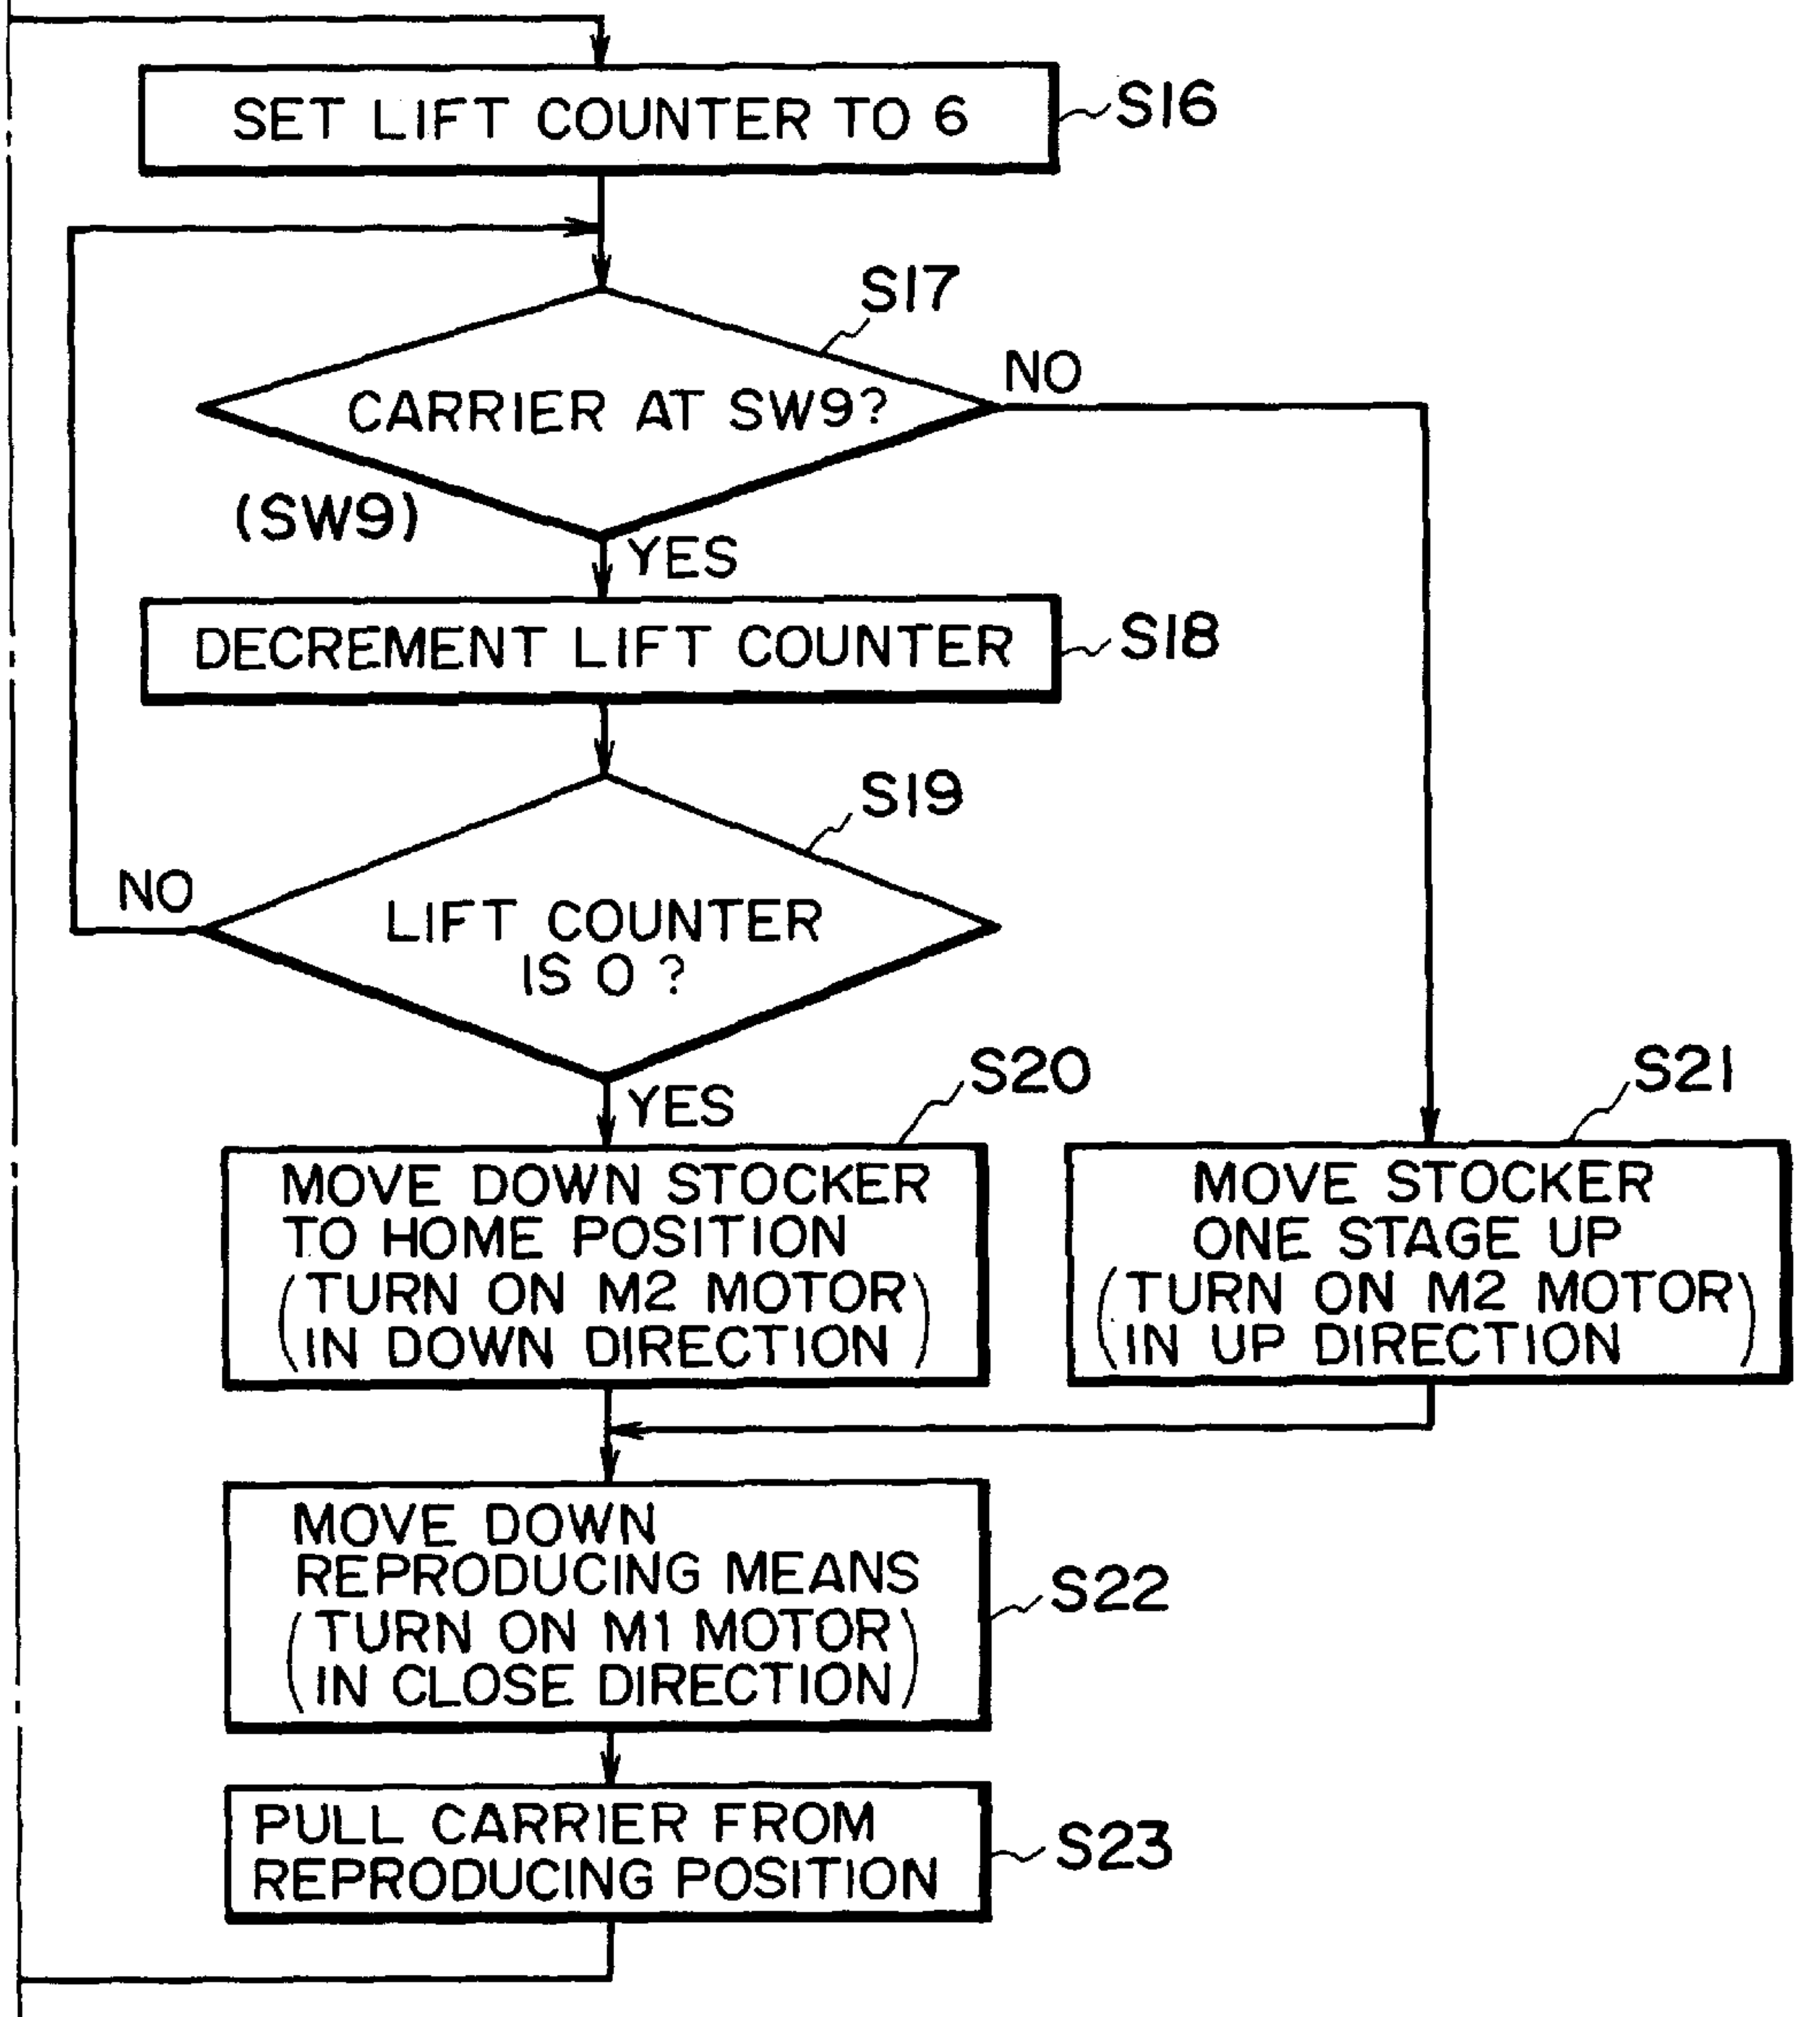 SET LIFT COUNTER TO 6
S16
S17
CARRIER AT SW9?
NO
(SW9)
YES
DECREMENT LIFT COUNTER
S18
S19
NO
LIFT COUNTER
IS 0 ?
YES
S20
MOVE DOWN STOCKER
TO HOME POSITION
(TURN ON M2 MOTOR
IN DOWN DIRECTION)
S21
MOVE STOCKER
ONE STAGE UP
(TURN ON M2 MOTOR
IN UP DIRECTION)
MOVE DOWN
REPRODUCING MEANS
(TURN ON M1 MOTOR
IN CLOSE DIRECTION)
S22
PULL CARRIER FROM
REPRODUCING POSITION
S23